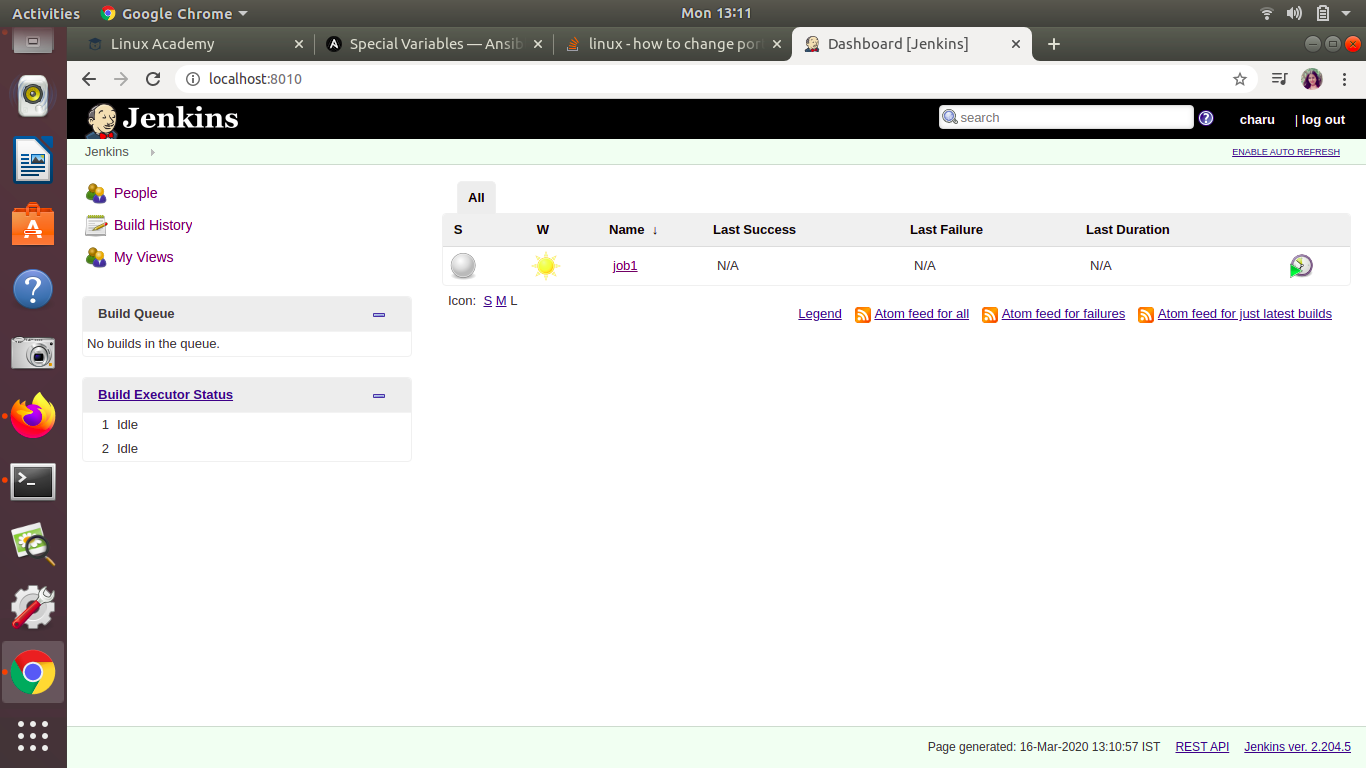 Activities Google Chrome Mon 13:11
Linux Academy Special Variables — Ansib linux - how to change por Dashboard [Jenkins]
localhost:8010
Jenkins search charu | log out
Jenkins ENABLE AUTO REFRESH
People
Build History
My Views
Build Queue
No builds in the queue.
Build Executor Status
1 Idle
2 Idle
All
S W Name ↓ Last Success Last Failure Last Duration
job1 N/A N/A N/A
Icon: S M L
Legend Atom feed for all Atom feed for failures Atom feed for just latest builds
Page generated: 16-Mar-2020 13:10:57 IST REST API Jenkins ver. 2.204.5